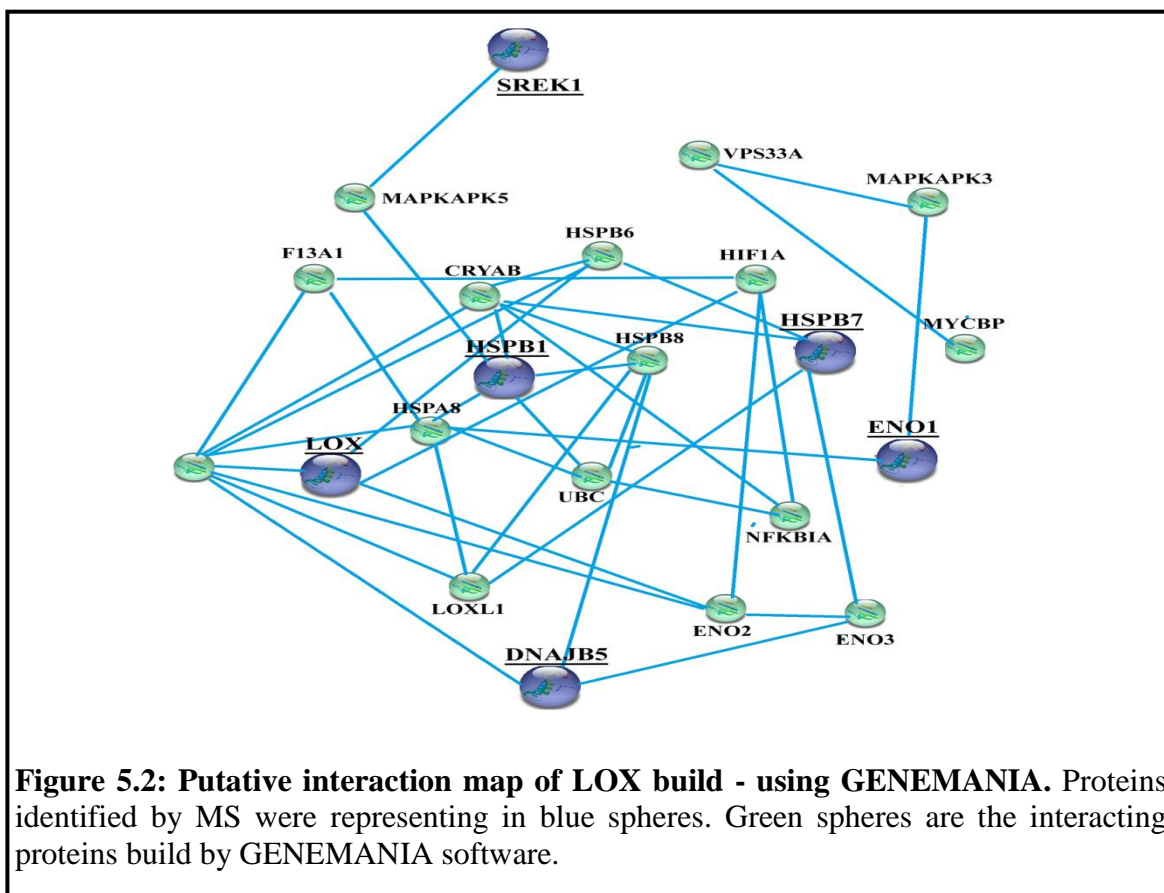 SREK1
VPS33A
MAPKAPK3
MAPKAPK5
HSPB6
F13A1
CRYAB
HIF1A
HSPB7
MYCBP
HSPB1
HSPB8
HSPA8
LOX
ENO1
UBC
NFKBIA
LOXL1
ENO2
ENO3
DNAJB5
Figure 5.2: Putative interaction map of LOX build - using GENEMANIA. Proteins
identified by MS were representing in blue spheres. Green spheres are the interacting
proteins build by GENEMANIA software.